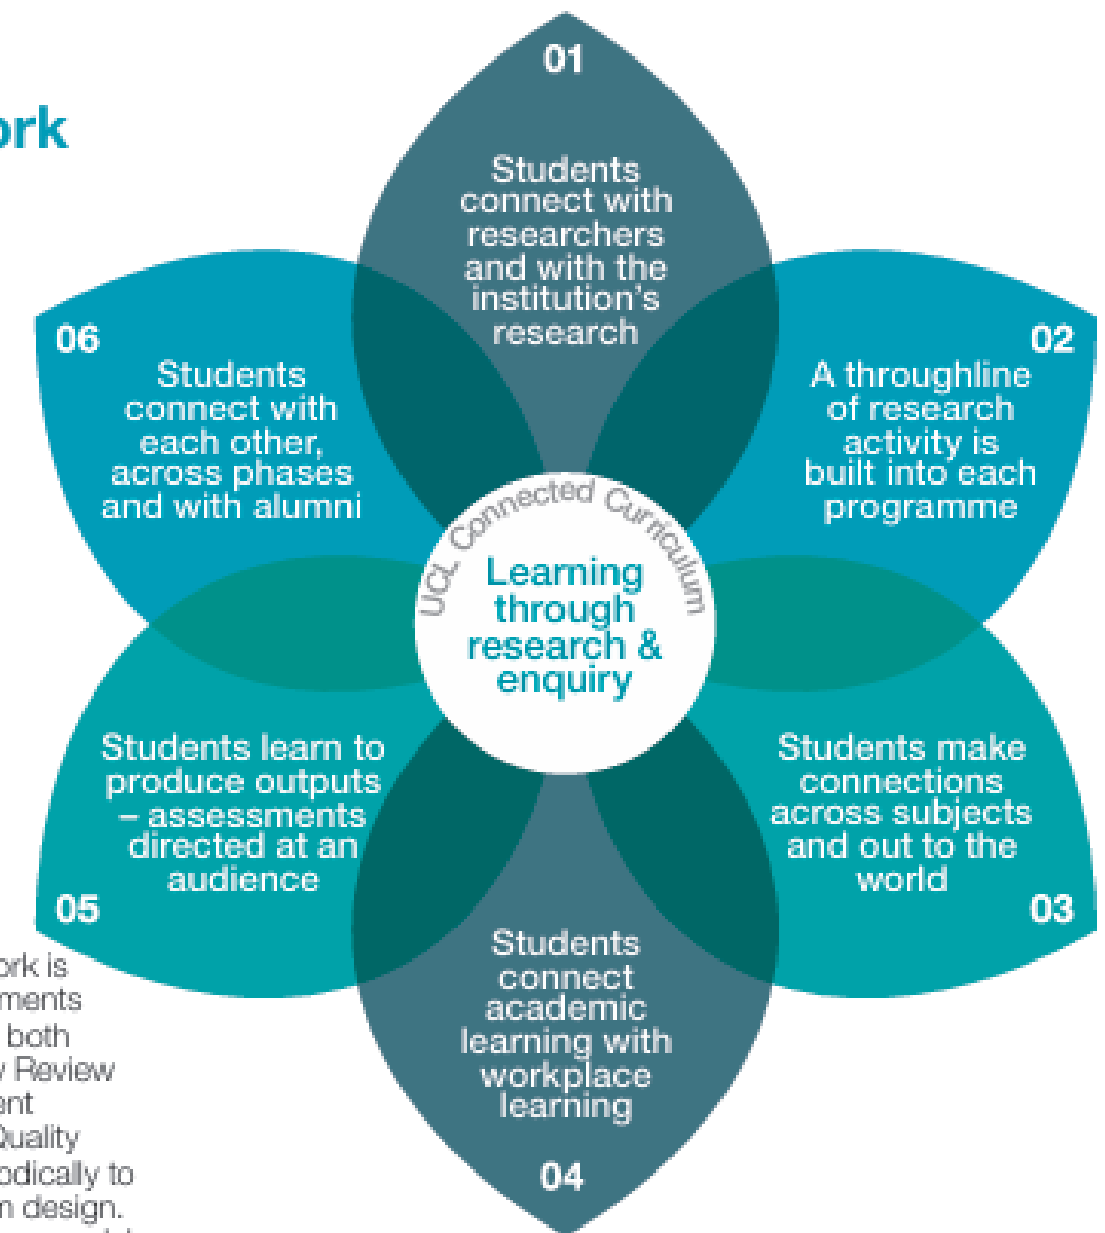 01
Students
connect with
researchers
and with the
institution's
research
02
A throughline
of research
activity is
built into each
programme
03
Students make
connections
across subjects
and out to the
world
04
Students
connect
academic
learning with
workplace
learning
05
Students learn to
produce outputs
– assessments
directed at an
audience
06
Students
connect with
each other,
across phases
and with alumni
UCL Connected Curriculum
Learning
through
research &
enquiry
ork
ork is
ments
both
Review
ent
Quality
odically to
n design.